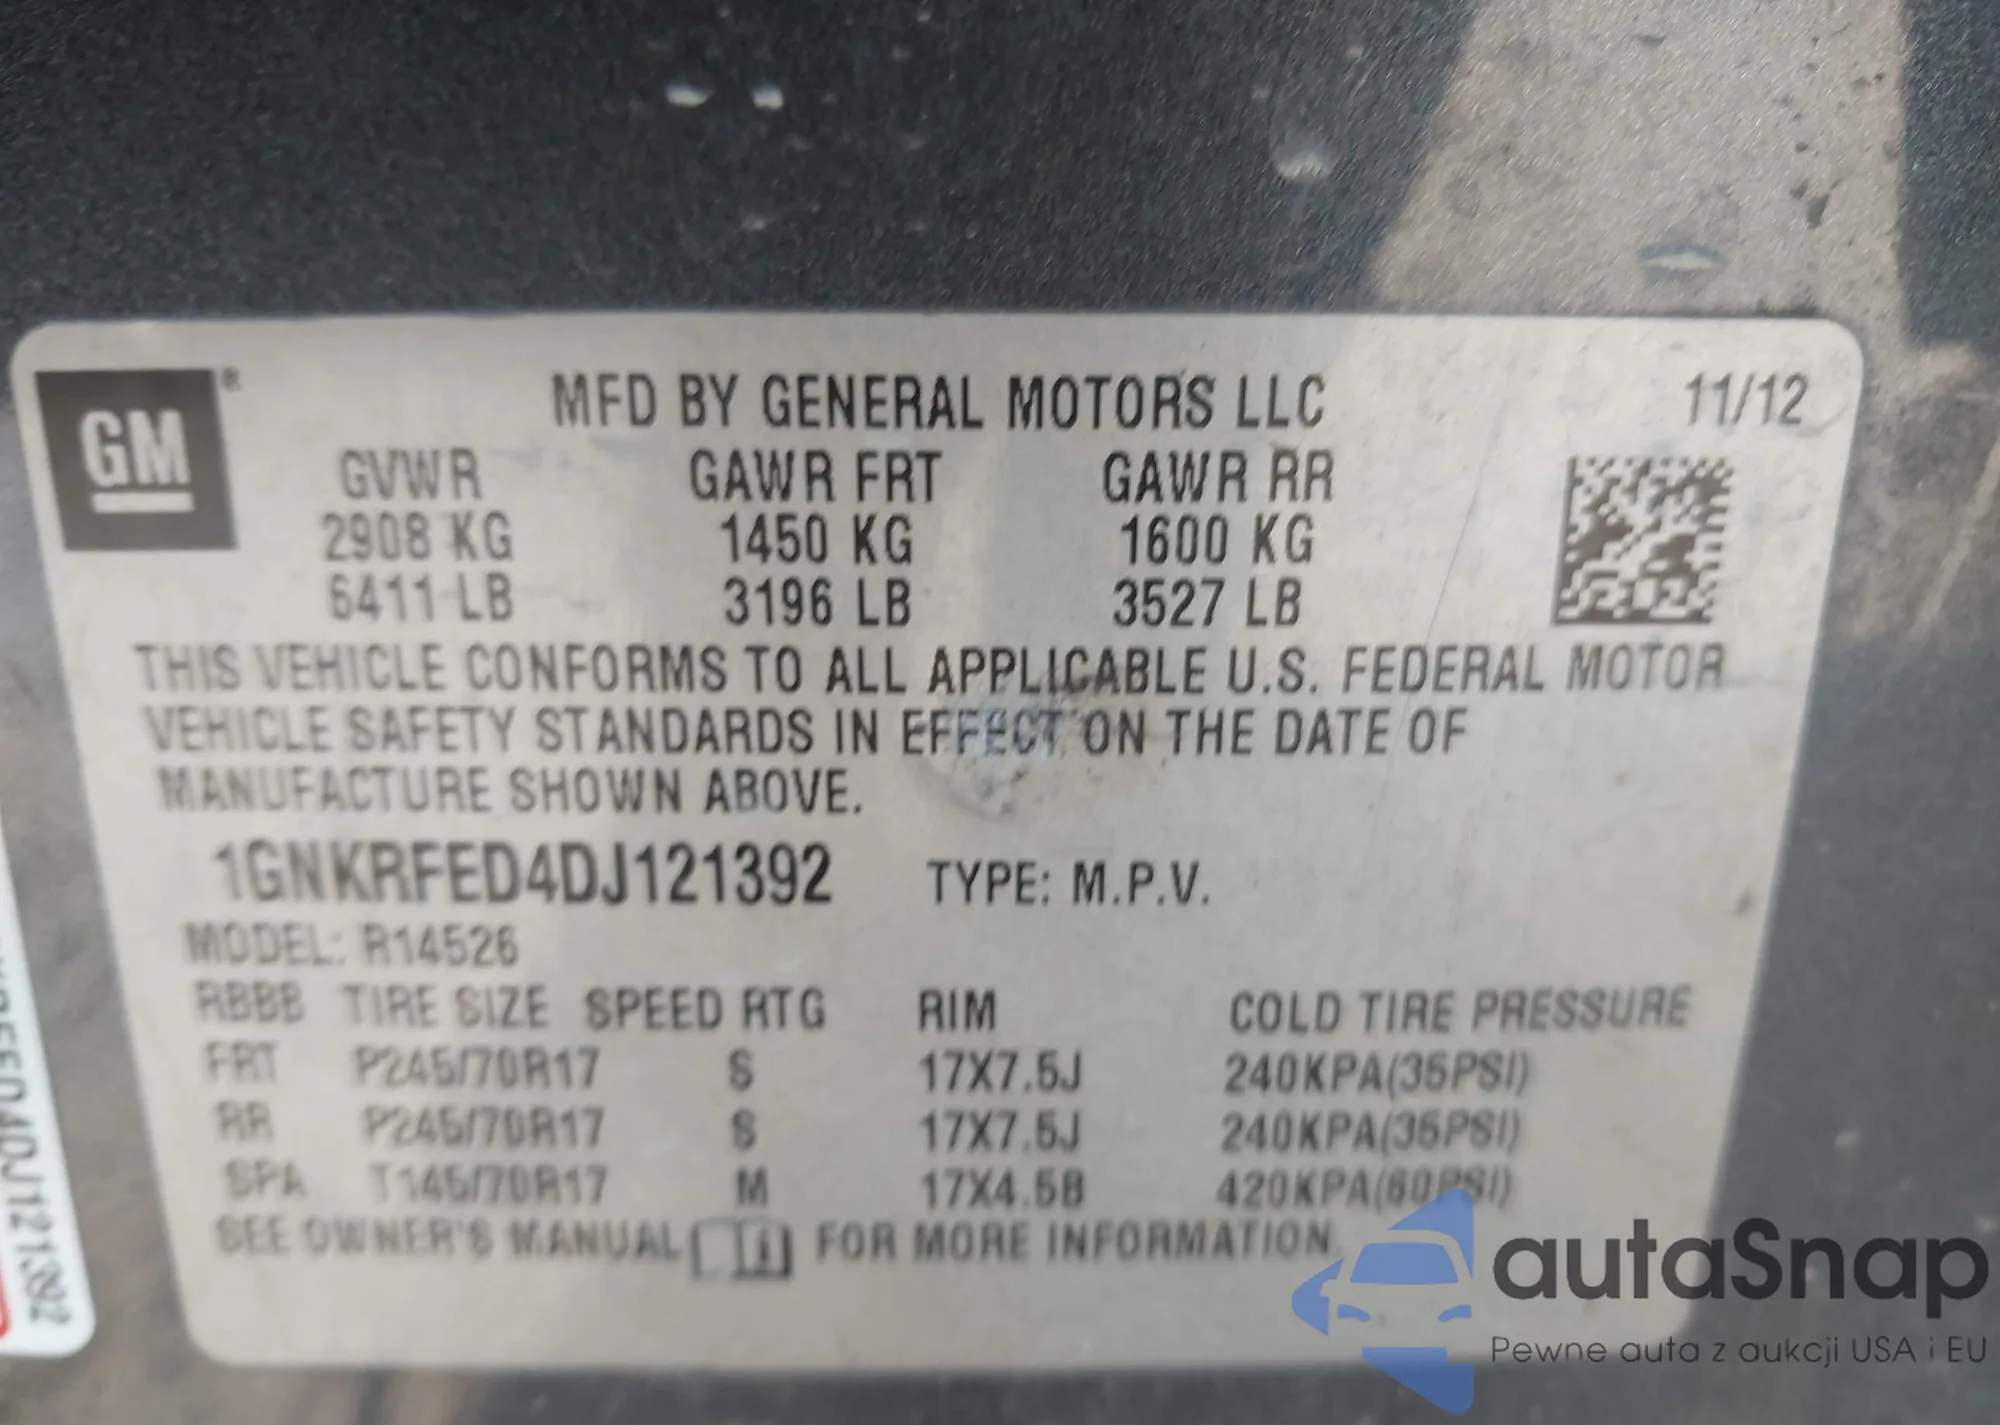 GM ®
MFD BY GENERAL MOTORS LLC 11/12
GVWR GAWR FRT GAWR RR
2908 KG 1450 KG 1600 KG
6411 LB 3196 LB 3527 LB
THIS VEHICLE CONFORMS TO ALL APPLICABLE U.S. FEDERAL MOTOR
VEHICLE SAFETY STANDARDS IN EFFECT ON THE DATE OF
MANUFACTURE SHOWN ABOVE.
1GNKRFED4DJ121392 TYPE: M.P.V.
MODEL: R14526
RBBB TIRE SIZE SPEED RTG RIM COLD TIRE PRESSURE
FRT P245/70R17 S 17X7.5J 240KPA(35PSI)
RR P245/70R17 S 17X7.5J 240KPA(35PSI)
SPA T145/70R17 M 17X4.5B 420KPA(60PSI)
SEE OWNER'S MANUAL FOR MORE INFORMATION.
autaSnap
Pewne auta z aukcji USA i EU